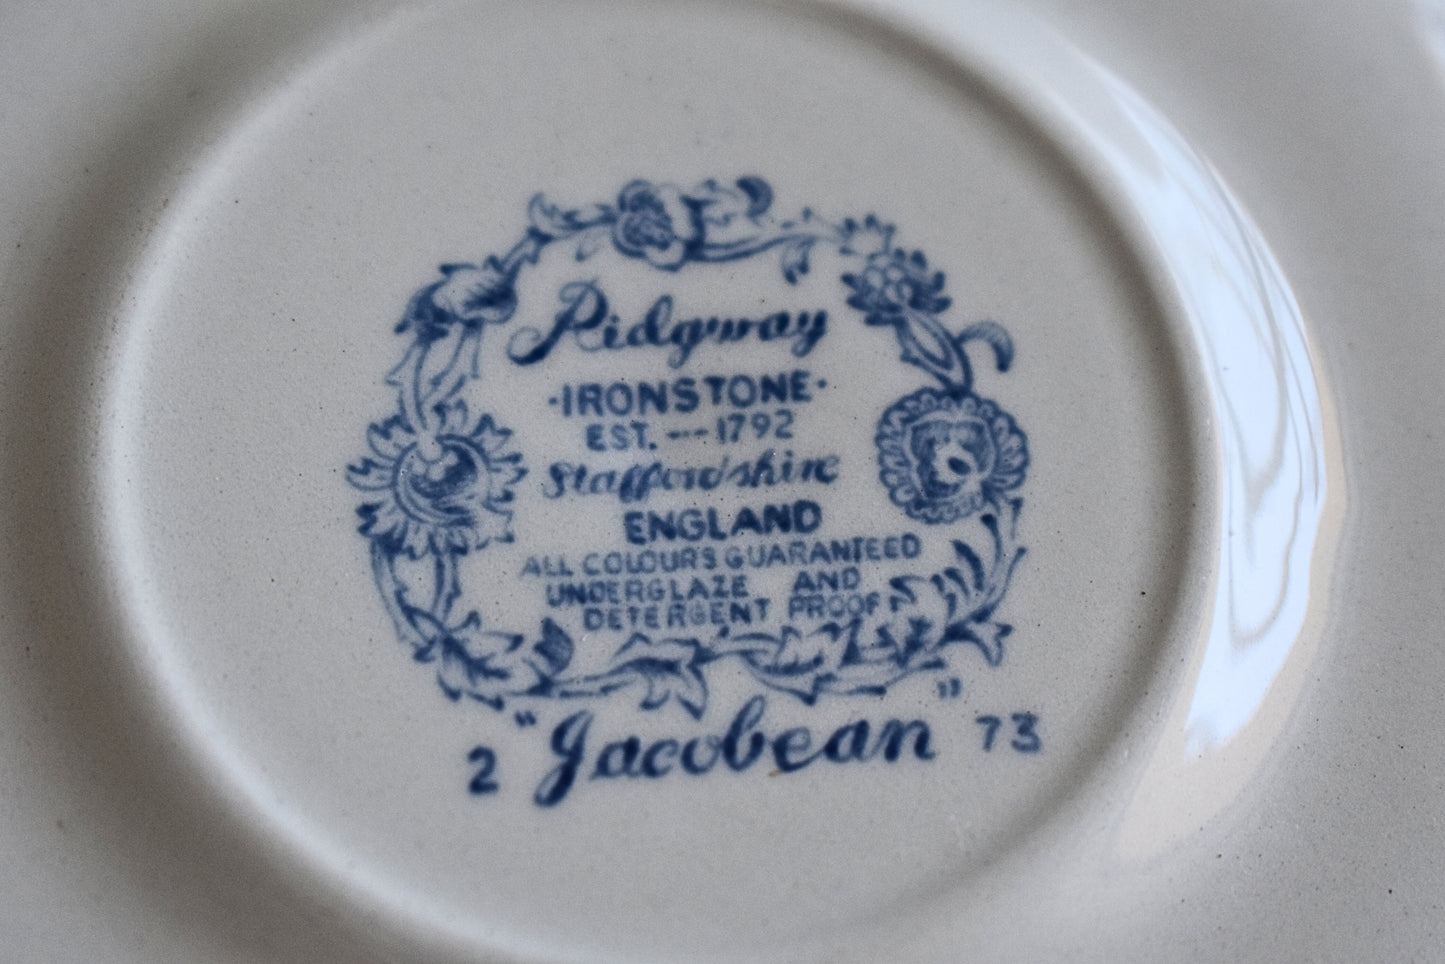 Ridgway
·IRONSTONE·
EST. ---1792
Staffordshire
ENGLAND
ALL COLOURS GUARANTEED
UNDERGLAZE AND
DETERGENT PROOF
2 "Jacobean" 73